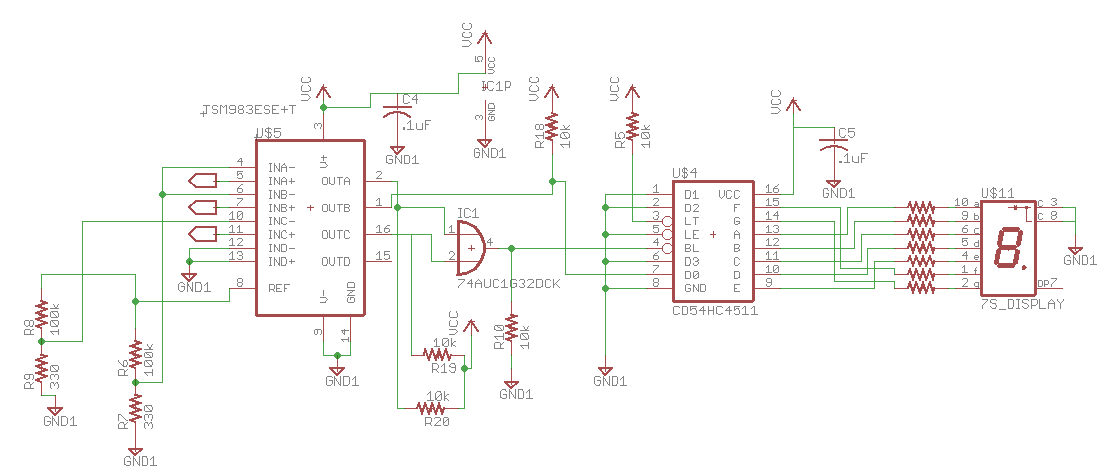 VCC
5
VCC
IC1P
3
GND
GND1
VCC
TSM983ESE+T
U$5
3
C4
.1uF
GND1
4 INA-
5 INA+
6 INB-
7 INB+
10 INC-
11 INC+
12 IND-
13 IND+
8 REF
V+
OUTA 2
OUTB 1
OUTC 16
OUTD 15
V-
GND
9
14
GND1
GND1
R8
100k
R9
330
GND1
R6
100k
R7
330
GND1
VCC
R18
10k
IC1
1
2
4
74AUC1G32DCK
VCC
10k
R19
10k
R20
R10
10k
GND1
VCC
R5
10k
GND1
U$4
1 D1
2 D2
3 LT
5 LE
4 BL
6 D3
7 D0
8 GND
VCC 16
F 15
G 14
A 13
B 12
C 11
D 10
E 9
CD54HC4511
VCC
C5
.1uF
GND1
U$11
10 a
9 b
6 c
5 d
4 e
1 f
2 g
C 3
C 8
DP 7
8.
7S_DISPLAY
GND1